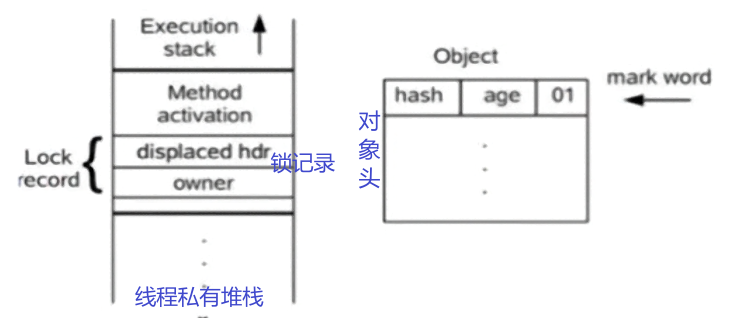 Execution
stack
Method
activation
Lock
record
displaced hdr
锁记录
owner
线程私有堆栈
Object
mark word
hash
age
01
对
象
头